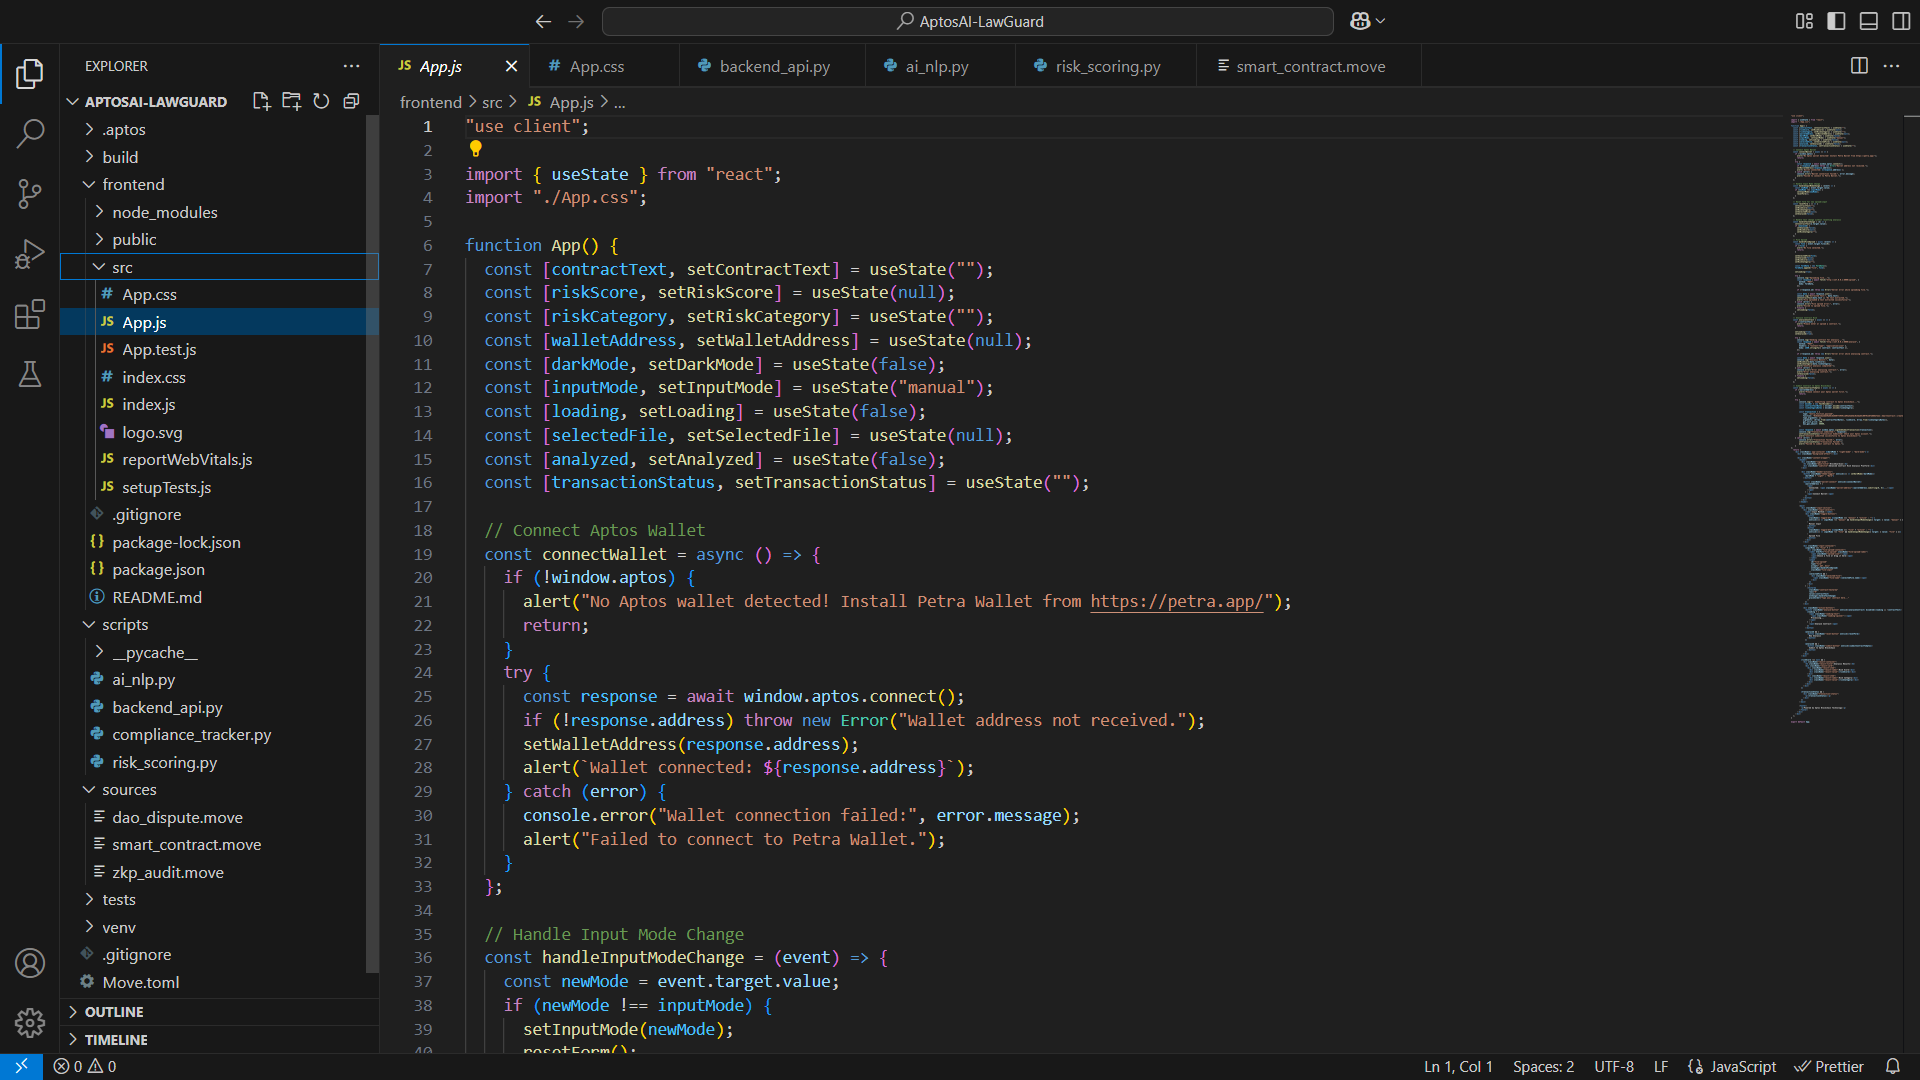 AptosAI-LawGuard
EXPLORER
APTOSAI-LAWGUARD
.aptos
build
frontend
node_modules
public
src
# App.css
JS App.js
JS App.test.js
# index.css
JS index.js
logo.svg
JS reportWebVitals.js
JS setupTests.js
.gitignore
{} package-lock.json
{} package.json
README.md
scripts
__pycache__
ai_nlp.py
backend_api.py
compliance_tracker.py
risk_scoring.py
sources
dao_dispute.move
smart_contract.move
zkp_audit.move
tests
venv
.gitignore
Move.toml
OUTLINE
TIMELINE
JS App.js
# App.css
backend_api.py
ai_nlp.py
risk_scoring.py
smart_contract.move
frontend > src > JS App.js > ...
1 "use client";
2
3 import { useState } from "react";
4 import "./App.css";
5
6 function App() {
7 const [contractText, setContractText] = useState("");
8 const [riskScore, setRiskScore] = useState(null);
9 const [riskCategory, setRiskCategory] = useState("");
10 const [walletAddress, setWalletAddress] = useState(null);
11 const [darkMode, setDarkMode] = useState(false);
12 const [inputMode, setInputMode] = useState("manual");
13 const [loading, setLoading] = useState(false);
14 const [selectedFile, setSelectedFile] = useState(null);
15 const [analyzed, setAnalyzed] = useState(false);
16 const [transactionStatus, setTransactionStatus] = useState("");
17
18 // Connect Aptos Wallet
19 const connectWallet = async () => {
20 if (!window.aptos) {
21 alert("No Aptos wallet detected! Install Petra Wallet from https://petra.app/");
22 return;
23 }
24 try {
25 const response = await window.aptos.connect();
26 if (!response.address) throw new Error("Wallet address not received.");
27 setWalletAddress(response.address);
28 alert(`Wallet connected: ${response.address}`);
29 } catch (error) {
30 console.error("Wallet connection failed:", error.message);
31 alert("Failed to connect to Petra Wallet.");
32 }
33 };
34
35 // Handle Input Mode Change
36 const handleInputModeChange = (event) => {
37 const newMode = event.target.value;
38 if (newMode !== inputMode) {
39 setInputMode(newMode);
40 resetForm();
0 0
Ln 1, Col 1
Spaces: 2
UTF-8
LF
{} JavaScript
Prettier